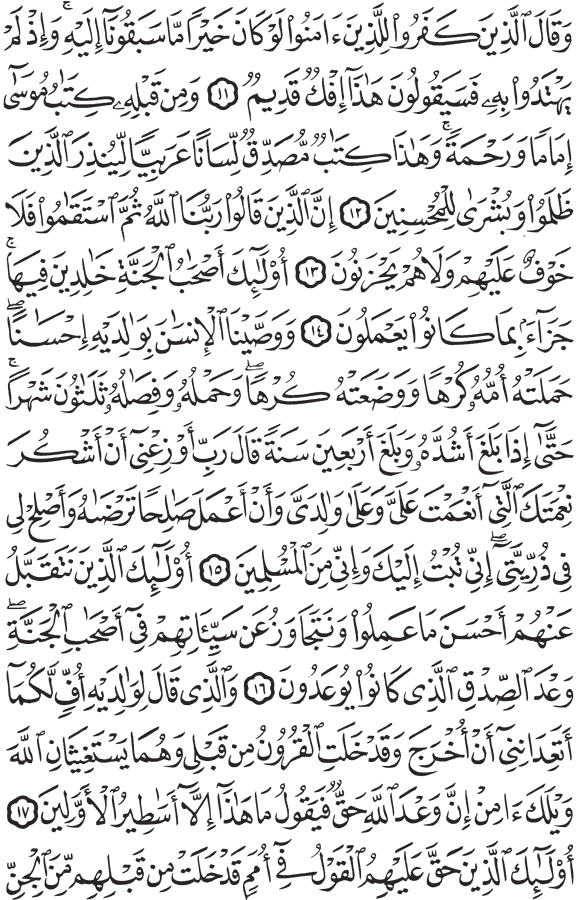 وَقَالَ ٱلَّذِينَ كَفَرُوا۟ لِلَّذِينَ ءَامَنُوا۟ لَوْ كَانَ خَيْرًا مَّا سَبَقُونَآ إِلَيْهِ ۚ وَإِذْ لَمْ
يَهْتَدُوا۟ بِهِۦ فَسَيَقُولُونَ هَٰذَآ إِفْكٌ قَدِيمٌ ١١ وَمِن قَبْلِهِۦ كِتَٰبُ مُوسَىٰٓ
إِمَامًا وَرَحْمَةً ۚ وَهَٰذَا كِتَٰبٌ مُّصَدِّقٌ لِّسَانًا عَرَبِيًّا لِّيُنذِرَ ٱلَّذِينَ
ظَلَمُوا۟ وَبُشْرَىٰ لِلْمُحْسِنِينَ ١٢ إِنَّ ٱلَّذِينَ قَالُوا۟ رَبُّنَا ٱللَّهُ ثُمَّ ٱسْتَقَٰمُوا۟ فَلَا
خَوْفٌ عَلَيْهِمْ وَلَا هُمْ يَحْزَنُونَ ١٣ أُو۟لَٰٓئِكَ أَصْحَٰبُ ٱلْجَنَّةِ خَٰلِدِينَ فِيهَا ۚ
جَزَآءًۢ بِمَا كَانُوا۟ يَعْمَلُونَ ١٤ وَوَصَّيْنَا ٱلْإِنسَٰنَ بِوَٰلِدَيْهِ إِحْسَٰنًا ۖ
حَمَلَتْهُ أُمُّهُۥ كُرْهًا وَوَضَعَتْهُ كُرْهًا ۖ وَحَمْلُهُۥ وَفِصَٰلُهُۥ ثَلَٰثُونَ شَهْرًا ۚ
حَتَّىٰٓ إِذَا بَلَغَ أَشُدَّهُۥ وَبَلَغَ أَرْبَعِينَ سَنَةً قَالَ رَبِّ أَوْزِعْنِىٓ أَنْ أَشْكُرَ
نِعْمَتَكَ ٱلَّتِىٓ أَنْعَمْتَ عَلَىَّ وَعَلَىٰ وَٰلِدَىَّ وَأَنْ أَعْمَلَ صَٰلِحًا تَرْضَىٰهُ وَأَصْلِحْ لِى
فِى ذُرِّيَّتِىٓ ۖ إِنِّى تُبْتُ إِلَيْكَ وَإِنِّى مِنَ ٱلْمُسْلِمِينَ ١٥ أُو۟لَٰٓئِكَ ٱلَّذِينَ نَتَقَبَّلُ
عَنْهُمْ أَحْسَنَ مَا عَمِلُوا۟ وَنَتَجَاوَزُ عَن سَيِّـَٔاتِهِمْ فِىٓ أَصْحَٰبِ ٱلْجَنَّةِ ۖ
وَعْدَ ٱلصِّدْقِ ٱلَّذِى كَانُوا۟ يُوعَدُونَ ١٦ وَٱلَّذِى قَالَ لِوَٰلِدَيْهِ أُفٍّ لَّكُمَآ
أَتَعِدَانِنِىٓ أَنْ أُخْرَجَ وَقَدْ خَلَتِ ٱلْقُرُونُ مِن قَبْلِى وَهُمَا يَسْتَغِيثَانِ ٱللَّهَ
وَيْلَكَ ءَامِنْ إِنَّ وَعْدَ ٱللَّهِ حَقٌّ فَيَقُولُ مَا هَٰذَآ إِلَّآ أَسَٰطِيرُ ٱلْأَوَّلِينَ ١٧
أُو۟لَٰٓئِكَ ٱلَّذِينَ حَقَّ عَلَيْهِمُ ٱلْقَوْلُ فِىٓ أُمَمٍ قَدْ خَلَتْ مِن قَبْلِهِم مِّنَ ٱلْجِنِّ